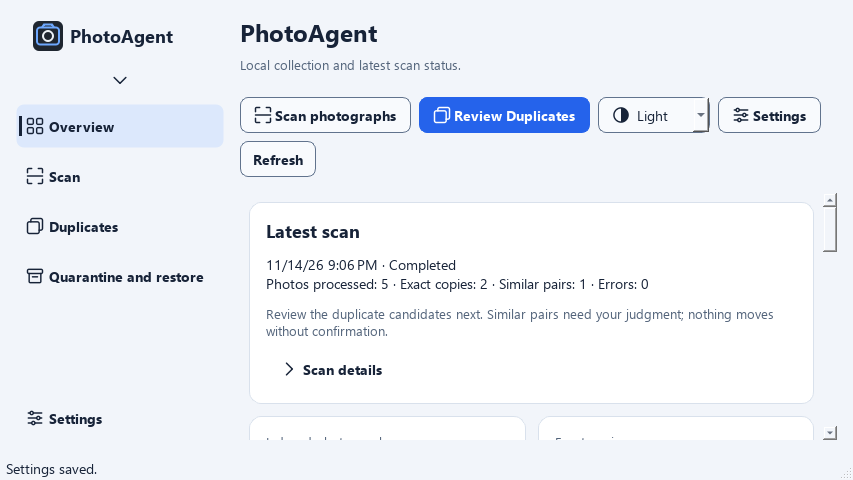 PhotoAgent
Overview
Scan
Duplicates
Quarantine and restore
Settings
PhotoAgent
Local collection and latest scan status.
Scan photographs
Review Duplicates
Light
Settings
Refresh
Latest scan
11/14/26 9:06 PM · Completed
Photos processed: 5 · Exact copies: 2 · Similar pairs: 1 · Errors: 0
Review the duplicate candidates next. Similar pairs need your judgment; nothing moves
without confirmation.
Scan details
Settings saved.